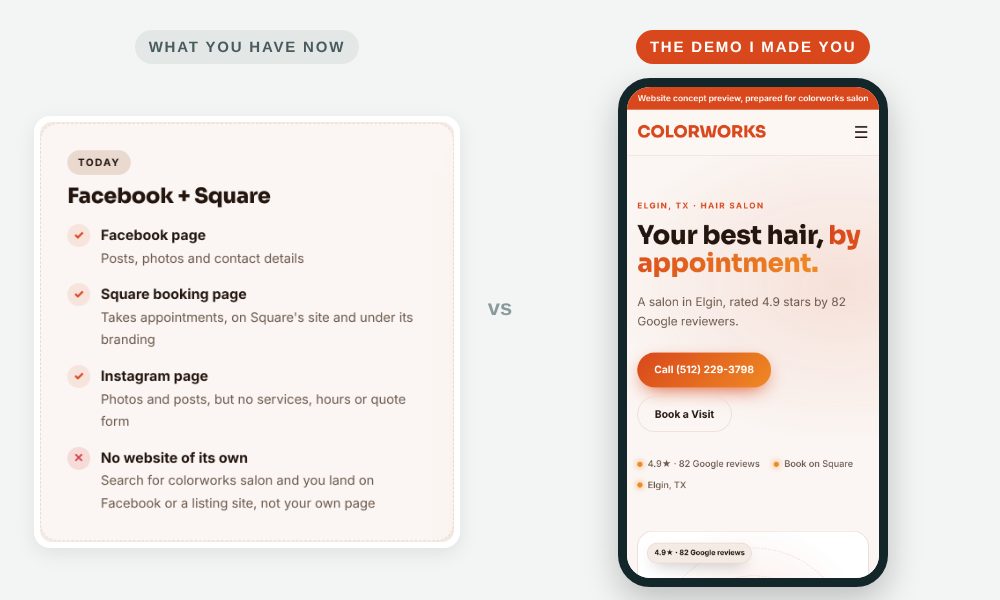 WHAT YOU HAVE NOW
TODAY
Facebook + Square
Facebook page
Posts, photos and contact details
Square booking page
Takes appointments, on Square's site and under its
branding
Instagram page
Photos and posts, but no services, hours or quote
form
No website of its own
Search for colorworks salon and you land on
Facebook or a listing site, not your own page
vs
THE DEMO I MADE YOU
Website concept preview, prepared for colorworks salon
COLORWORKS
ELGIN, TX · HAIR SALON
Your best hair, by
appointment.
A salon in Elgin, rated 4.9 stars by 82
Google reviewers.
Call (512) 229-3798
Book a Visit
4.9★ · 82 Google reviews
Book on Square
Elgin, TX
4.9★ · 82 Google reviews